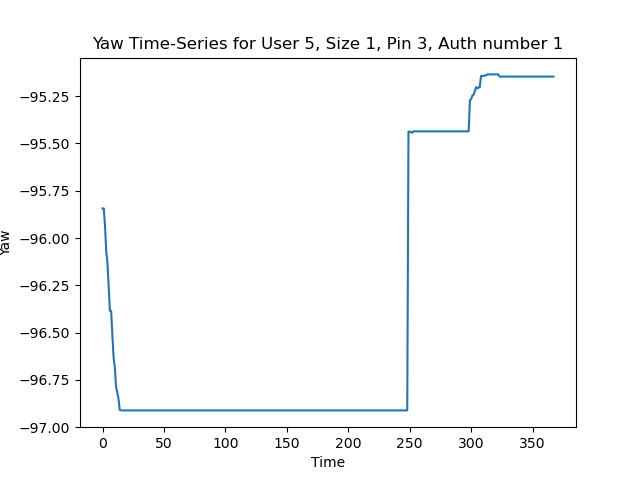 Yaw Time-Series for User 5, Size 1, Pin 3, Auth number 1
−95.25
−95.50
−95.75
−96.00
−96.25
−96.50
−96.75
−97.00
Yaw
0 50 100 150 200 250 300 350
Time